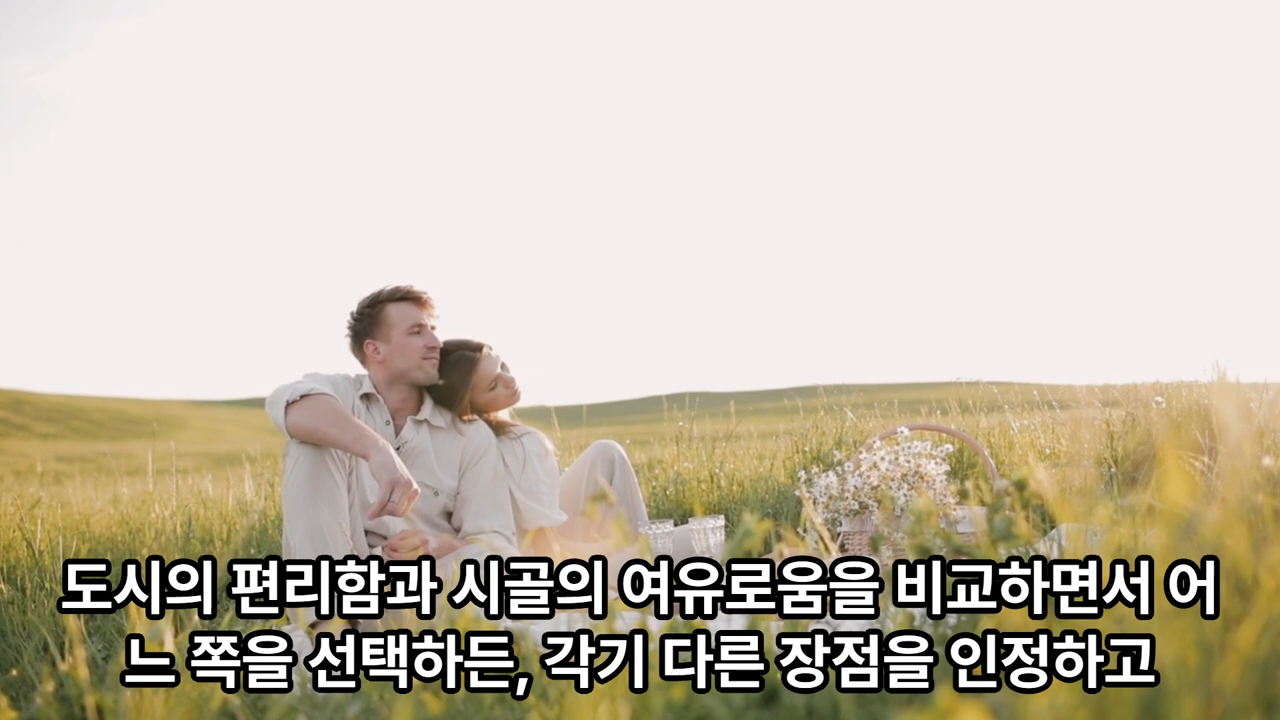 도시의 편리함과 시골의 여유로움을 비교하면서 어
느 쪽을 선택하든, 각기 다른 장점을 인정하고